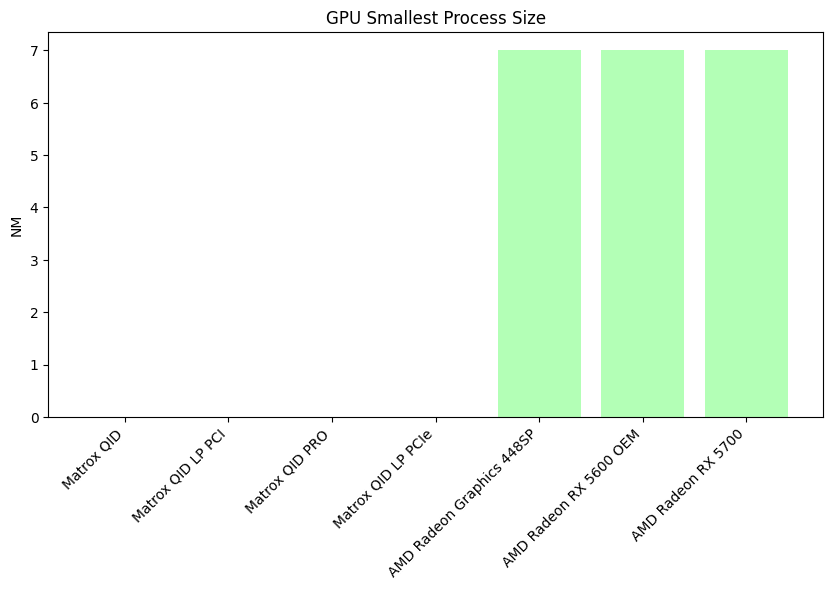 GPU Smallest Process Size
NM
7
6
5
4
3
2
1
0
Matrox QID
Matrox QID LP PCI
Matrox QID PRO
Matrox QID LP PCIe
AMD Radeon Graphics 448SP
AMD Radeon RX 5600 OEM
AMD Radeon RX 5700